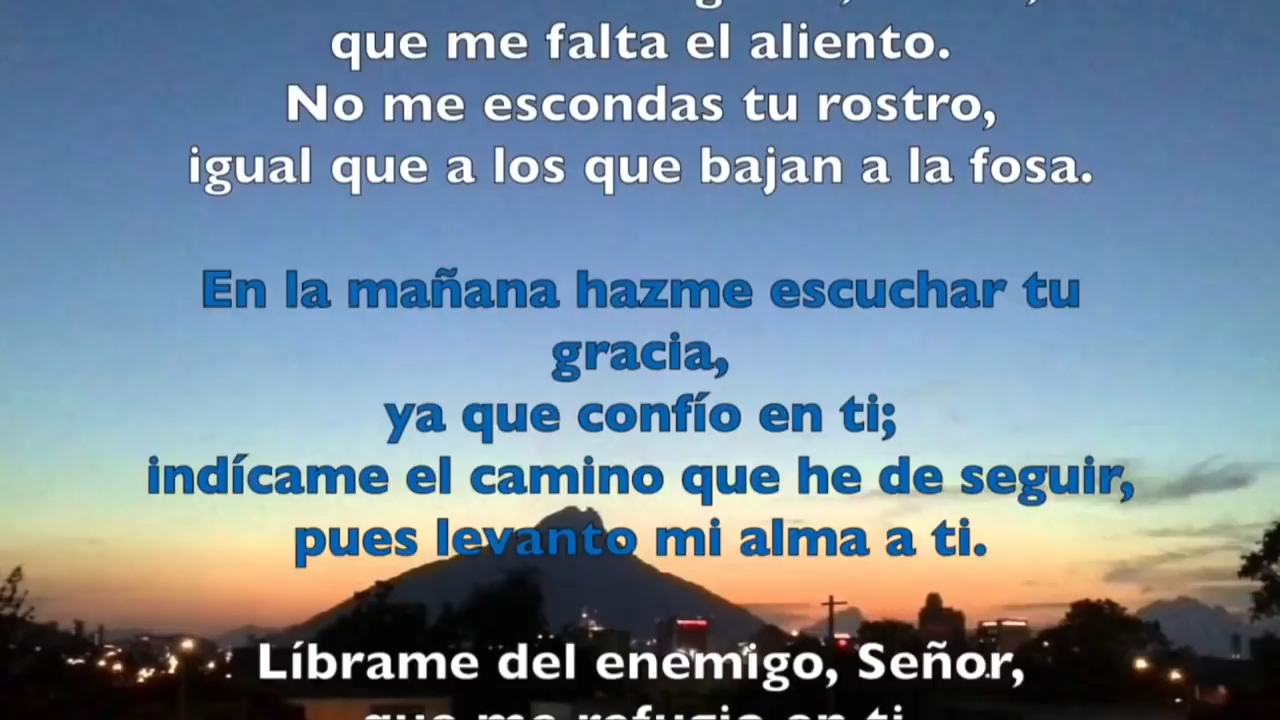 que me falta el aliento.
No me escondas tu rostro,
igual que a los que bajan a la fosa.
En la mañana hazme escuchar tu
gracia,
ya que confío en ti;
indícame el camino que he de seguir,
pues levanto mi alma a ti.
Líbrame del enemigo, Señor,
que me refugio en ti